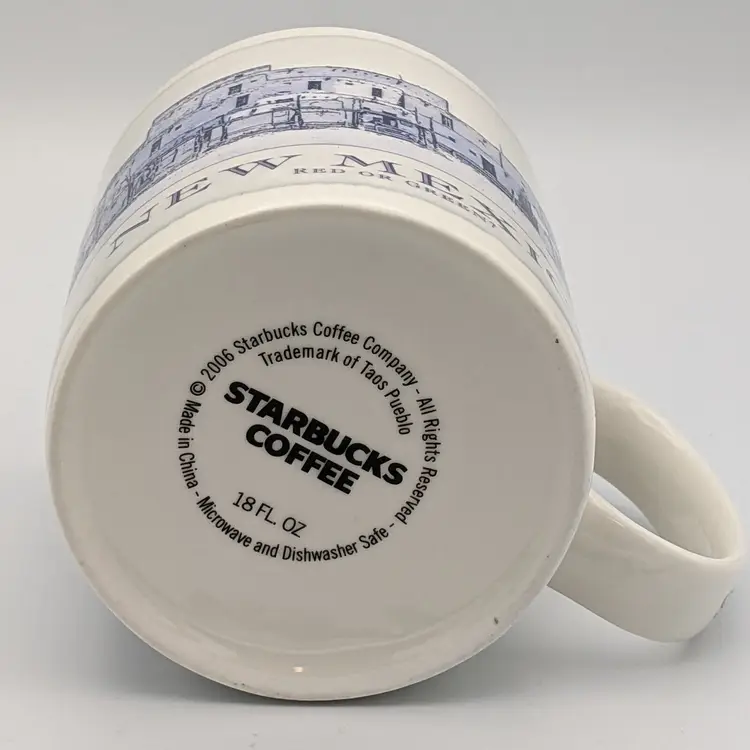 NEW MEXIC
RED OR GREEN?
© 2006 Starbucks Coffee Company - All Rights Reserved -
Trademark of Taos Pueblo
STARBUCKS
COFFEE
18 FL. OZ
Made in China - Microwave and Dishwasher Safe -